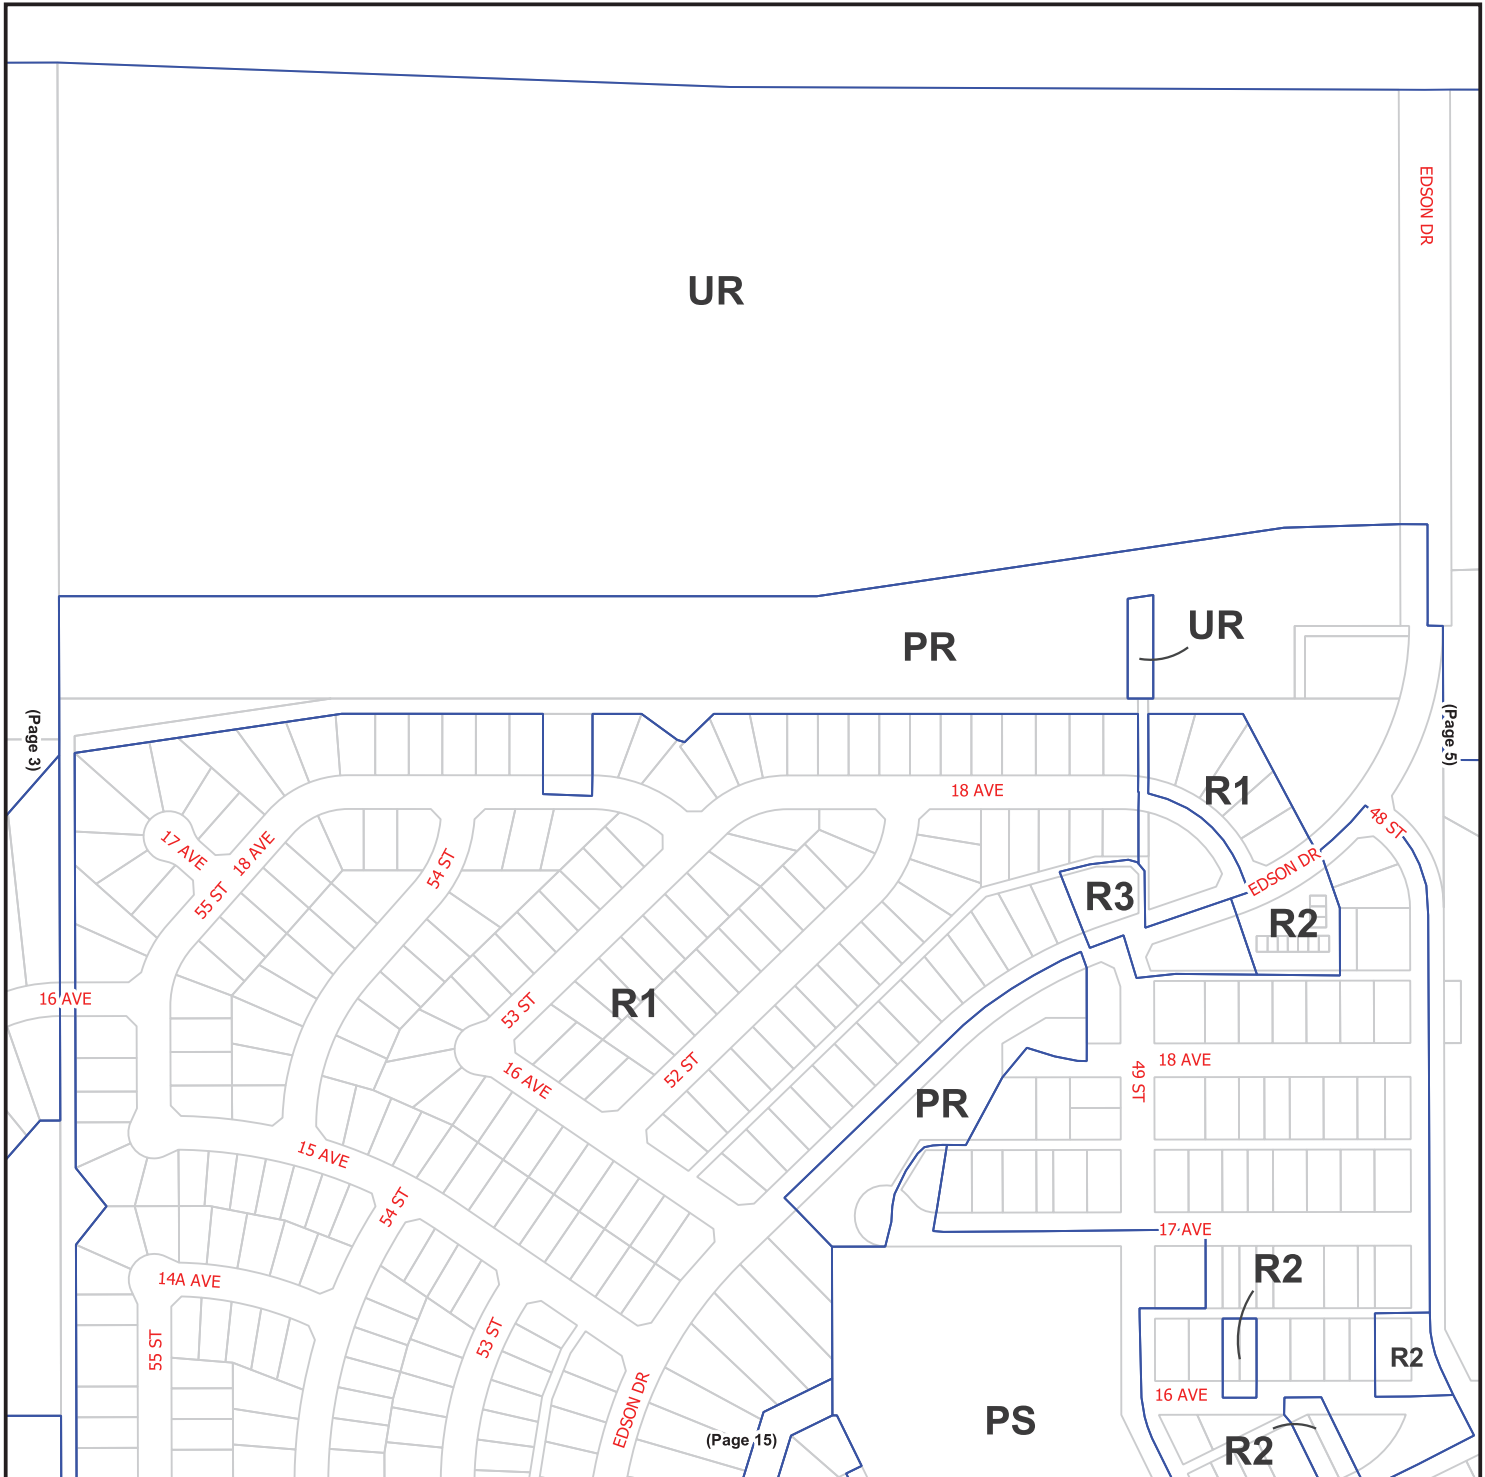 EDSON DR
UR
UR
PR
(Page 3)
(Page 5)
18 AVE
R1
48 ST
17 AVE
18 AVE
54 ST
EDSON DR
55 ST
R3
R2
16 AVE
53 ST
R1
18 AVE
52 ST
16 AVE
49 ST
PR
15 AVE
54 ST
17 AVE
14A AVE
R2
53 ST
55 ST
R2
16 AVE
EDSON DR
PS
(Page 15)
R2